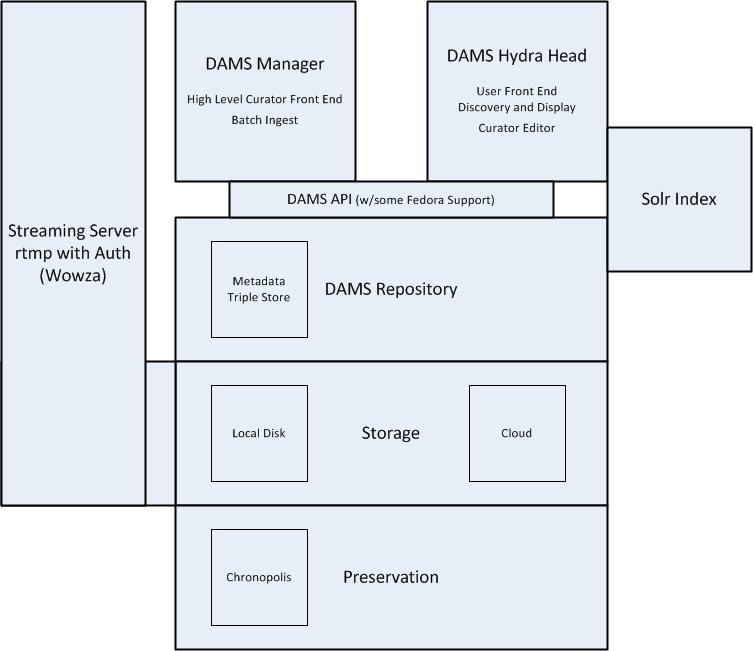 DAMS Manager
High Level Curator Front End
Batch Ingest
DAMS Hydra Head
User Front End
Discovery and Display
Curator Editor
DAMS API (w/some Fedora Support)
Solr Index
Streaming Server
rtmp with Auth
(Wowza)
Metadata
Triple Store
DAMS Repository
Local Disk
Storage
Cloud
Chronopolis
Preservation